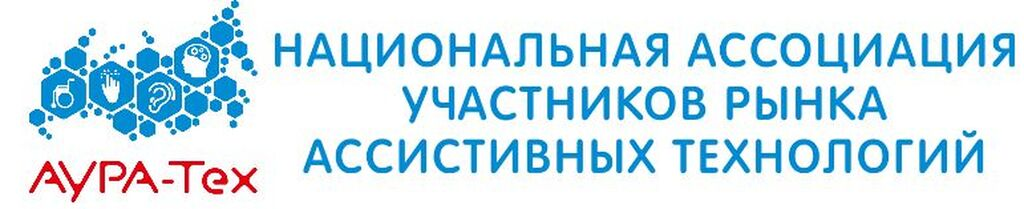 НАЦИОНАЛЬНАЯ АССОЦИАЦИЯ
УЧАСТНИКОВ РЫНКА
АССИСТИВНЫХ ТЕХНОЛОГИЙ
АУРА-Тех